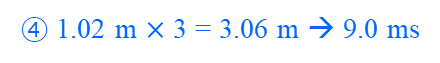 ④ 1.02 m × 3 = 3.06 m → 9.0 ms